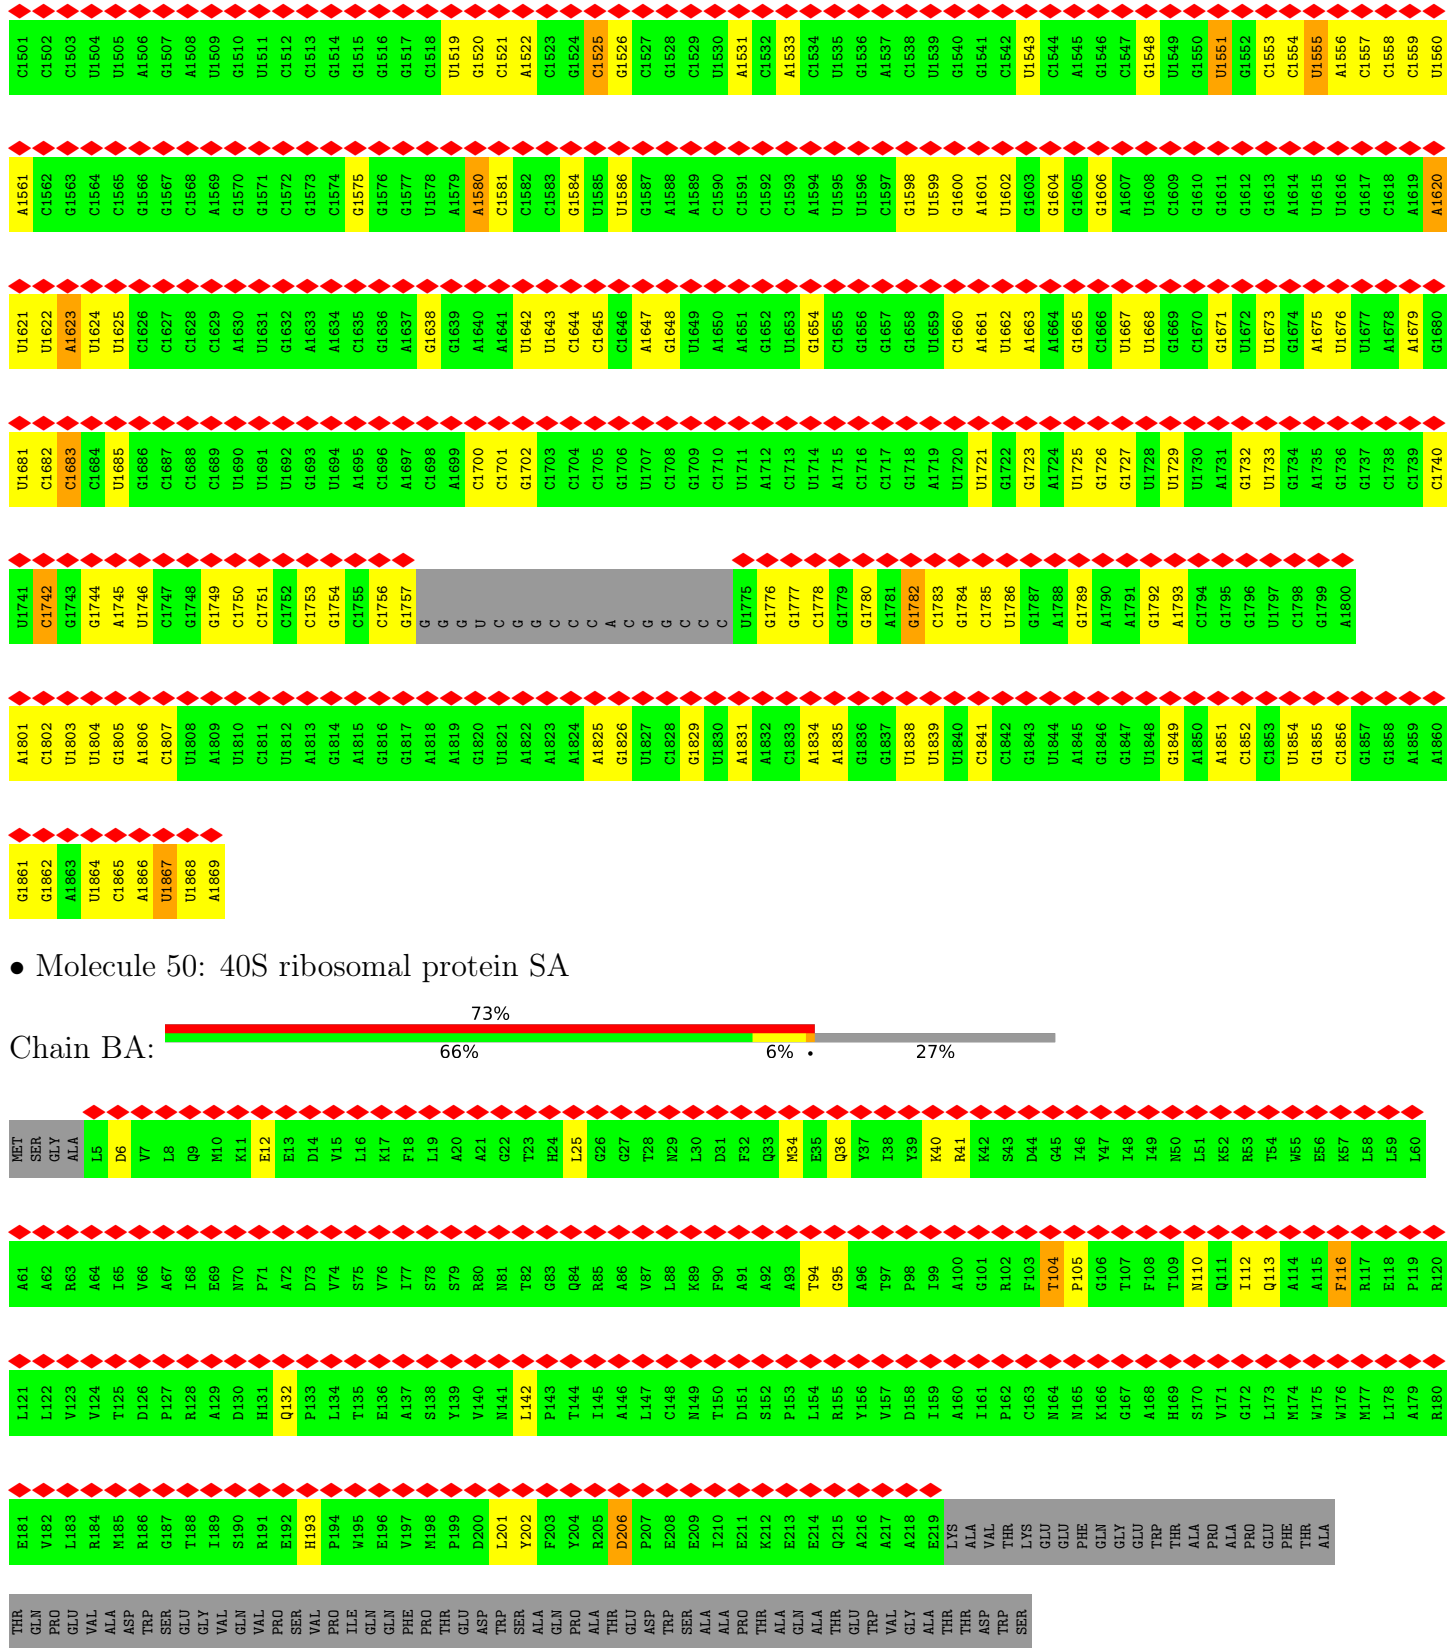 C1501 C1502 C1503 U1504 U1505 A1506 G1507 A1508 U1509 G1510 U1511 C1512 C1513 G1514 G1515 G1516 G1517 C1518 U1519 G1520 C1521 A1522 C1523 G1524 C1525 G1526 C1527 G1528 C1529 U1530 A1531 C1532 A1533 C1534 U1535 G1536 A1537 C1538 U1539 G1540 G1541 C1542 U1543 C1544 A1545 G1546 C1547 G1548 U1549 G1550 U1551 G1552 C1553 C1554 U1555 A1556 C1557 C1558 C1559 U1560
A1561 C1562 G1563 C1564 C1565 G1566 G1567 C1568 A1569 G1570 G1571 C1572 G1573 C1574 G1575 G1576 G1577 U1578 A1579 A1580 C1581 C1582 C1583 G1584 U1585 U1586 G1587 A1588 A1589 C1590 C1591 C1592 C1593 A1594 U1595 U1596 C1597 G1598 U1599 G1600 A1601 U1602 G1603 G1604 G1605 G1606 A1607 U1608 C1609 G1610 G1611 G1612 G1613 A1614 U1615 U1616 G1617 C1618 A1619 A1620
U1621 U1622 A1623 U1624 U1625 C1626 C1627 C1628 C1629 A1630 U1631 G1632 A1633 A1634 C1635 G1636 A1637 G1638 G1639 A1640 A1641 U1642 U1643 C1644 C1645 C1646 A1647 G1648 U1649 A1650 A1651 G1652 U1653 G1654 C1655 G1656 G1657 G1658 U1659 C1660 A1661 U1662 A1663 A1664 G1665 C1666 U1667 U1668 G1669 C1670 G1671 U1672 U1673 G1674 A1675 U1676 U1677 A1678 A1679 G1680
U1681 C1682 C1683 C1684 U1685 G1686 C1687 C1688 C1689 U1690 U1691 U1692 G1693 U1694 A1695 C1696 A1697 C1698 A1699 C1700 C1701 G1702 C1703 C1704 C1705 G1706 U1707 C1708 G1709 C1710 U1711 A1712 C1713 U1714 A1715 C1716 C1717 G1718 A1719 U1720 U1721 G1722 G1723 A1724 U1725 G1726 G1727 U1728 U1729 U1730 A1731 G1732 U1733 G1734 A1735 G1736 G1737 C1738 C1739 C1740
U1741 C1742 G1743 G1744 A1745 U1746 C1747 G1748 G1749 C1750 C1751 C1752 C1753 G1754 C1755 C1756 G1757 G G G U C G G C C C A C G G C C C U1775 G1776 G1777 C1778 G1779 G1780 A1781 G1782 C1783 G1784 C1785 U1786 G1787 A1788 G1789 A1790 A1791 G1792 A1793 C1794 G1795 G1796 U1797 C1798 G1799 A1800
A1801 C1802 U1803 U1804 G1805 A1806 C1807 U1808 A1809 U1810 C1811 U1812 A1813 G1814 A1815 G1816 G1817 A1818 A1819 G1820 U1821 A1822 A1823 A1824 A1825 G1826 U1827 C1828 G1829 U1830 A1831 A1832 C1833 A1834 A1835 G1836 G1837 U1838 U1839 U1840 C1841 C1842 G1843 U1844 A1845 G1846 G1847 U1848 G1849 A1850 A1851 C1852 C1853 U1854 G1855 C1856 G1857 G1858 A1859 A1860
G1861 G1862 A1863 U1864 C1865 A1866 U1867 U1868 A1869
• Molecule 50: 40S ribosomal protein SA
73%
Chain BA: 66% 6% • 27%
MET SER GLY ALA L5 D6 V7 L8 Q9 M10 K11 E12 E13 D14 V15 L16 K17 F18 L19 A20 A21 G22 T23 H24 L25 G26 G27 T28 N29 L30 D31 F32 Q33 M34 E35 Q36 Y37 I38 Y39 K40 R41 K42 S43 D44 G45 I46 Y47 I48 I49 N50 L51 K52 R53 T54 W55 E56 K57 L58 L59 L60
A61 A62 R63 A64 I65 V66 A67 I68 E69 N70 P71 A72 D73 V74 S75 V76 I77 S78 S79 R80 N81 T82 G83 Q84 R85 A86 V87 L88 K89 F90 A91 A92 A93 T94 G95 A96 T97 P98 I99 A100 G101 R102 F103 T104 P105 G106 T107 F108 T109 N110 Q111 I112 Q113 A114 A115 F116 R117 E118 P119 R120
L121 L122 V123 V124 T125 D126 P127 R128 A129 D130 H131 Q132 P133 L134 T135 E136 A137 S138 Y139 V140 N141 L142 P143 T144 I145 A146 L147 C148 N149 T150 D151 S152 P153 L154 R155 Y156 V157 D158 I159 A160 I161 P162 C163 N164 N165 K166 G167 A168 H169 S170 V171 G172 L173 M174 W175 W176 M177 L178 A179 R180
E181 V182 L183 R184 M185 R186 G187 T188 I189 S190 R191 E192 H193 P194 W195 E196 V197 M198 P199 D200 L201 Y202 F203 Y204 R205 D206 P207 E208 E209 I210 E211 K212 E213 E214 Q215 A216 A217 A218 E219 LYS ALA VAL THR LYS GLU GLU PHE GLN GLY GLU TRP THR ALA PRO ALA PRO GLU PHE THR ALA
THR GLN PRO GLU VAL ALA ASP TRP SER GLU GLY VAL GLN VAL PRO SER VAL PRO ILE GLN GLN PHE PRO THR GLU ASP TRP SER ALA GLN PRO ALA THR GLU ASP TRP SER ALA ALA PRO THR ALA GLN ALA THR GLU TRP VAL GLY ALA THR THR ASP TRP SER